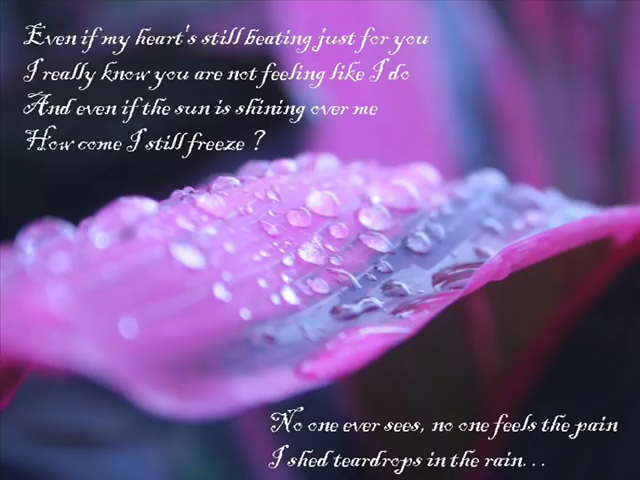 Even if my heart's still beating just for you
I really know you are not feeling like I do
And even if the sun is shining over me
How come I still freeze ?
No one ever sees, no one feels the pain
I shed teardrops in the rain...